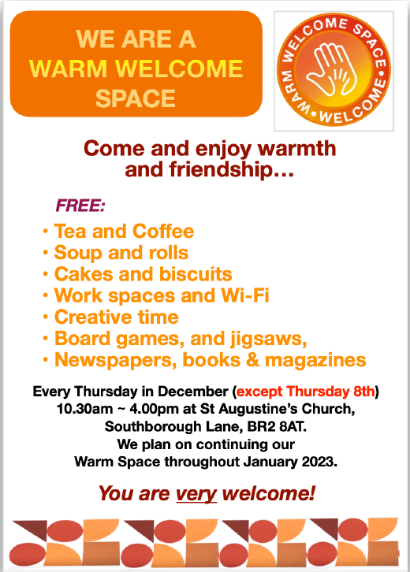 WE ARE A
WARM WELCOME
SPACE
WARM WELCOME SPACE • WELCOME •
Come and enjoy warmth
and friendship...
FREE:
• Tea and Coffee
• Soup and rolls
• Cakes and biscuits
• Work spaces and Wi-Fi
• Creative time
• Board games, and jigsaws,
• Newspapers, books & magazines
Every Thursday in December (except Thursday 8th)
10.30am ~ 4.00pm at St Augustine's Church,
Southborough Lane, BR2 8AT.
We plan on continuing our
Warm Space throughout January 2023.
You are very welcome!